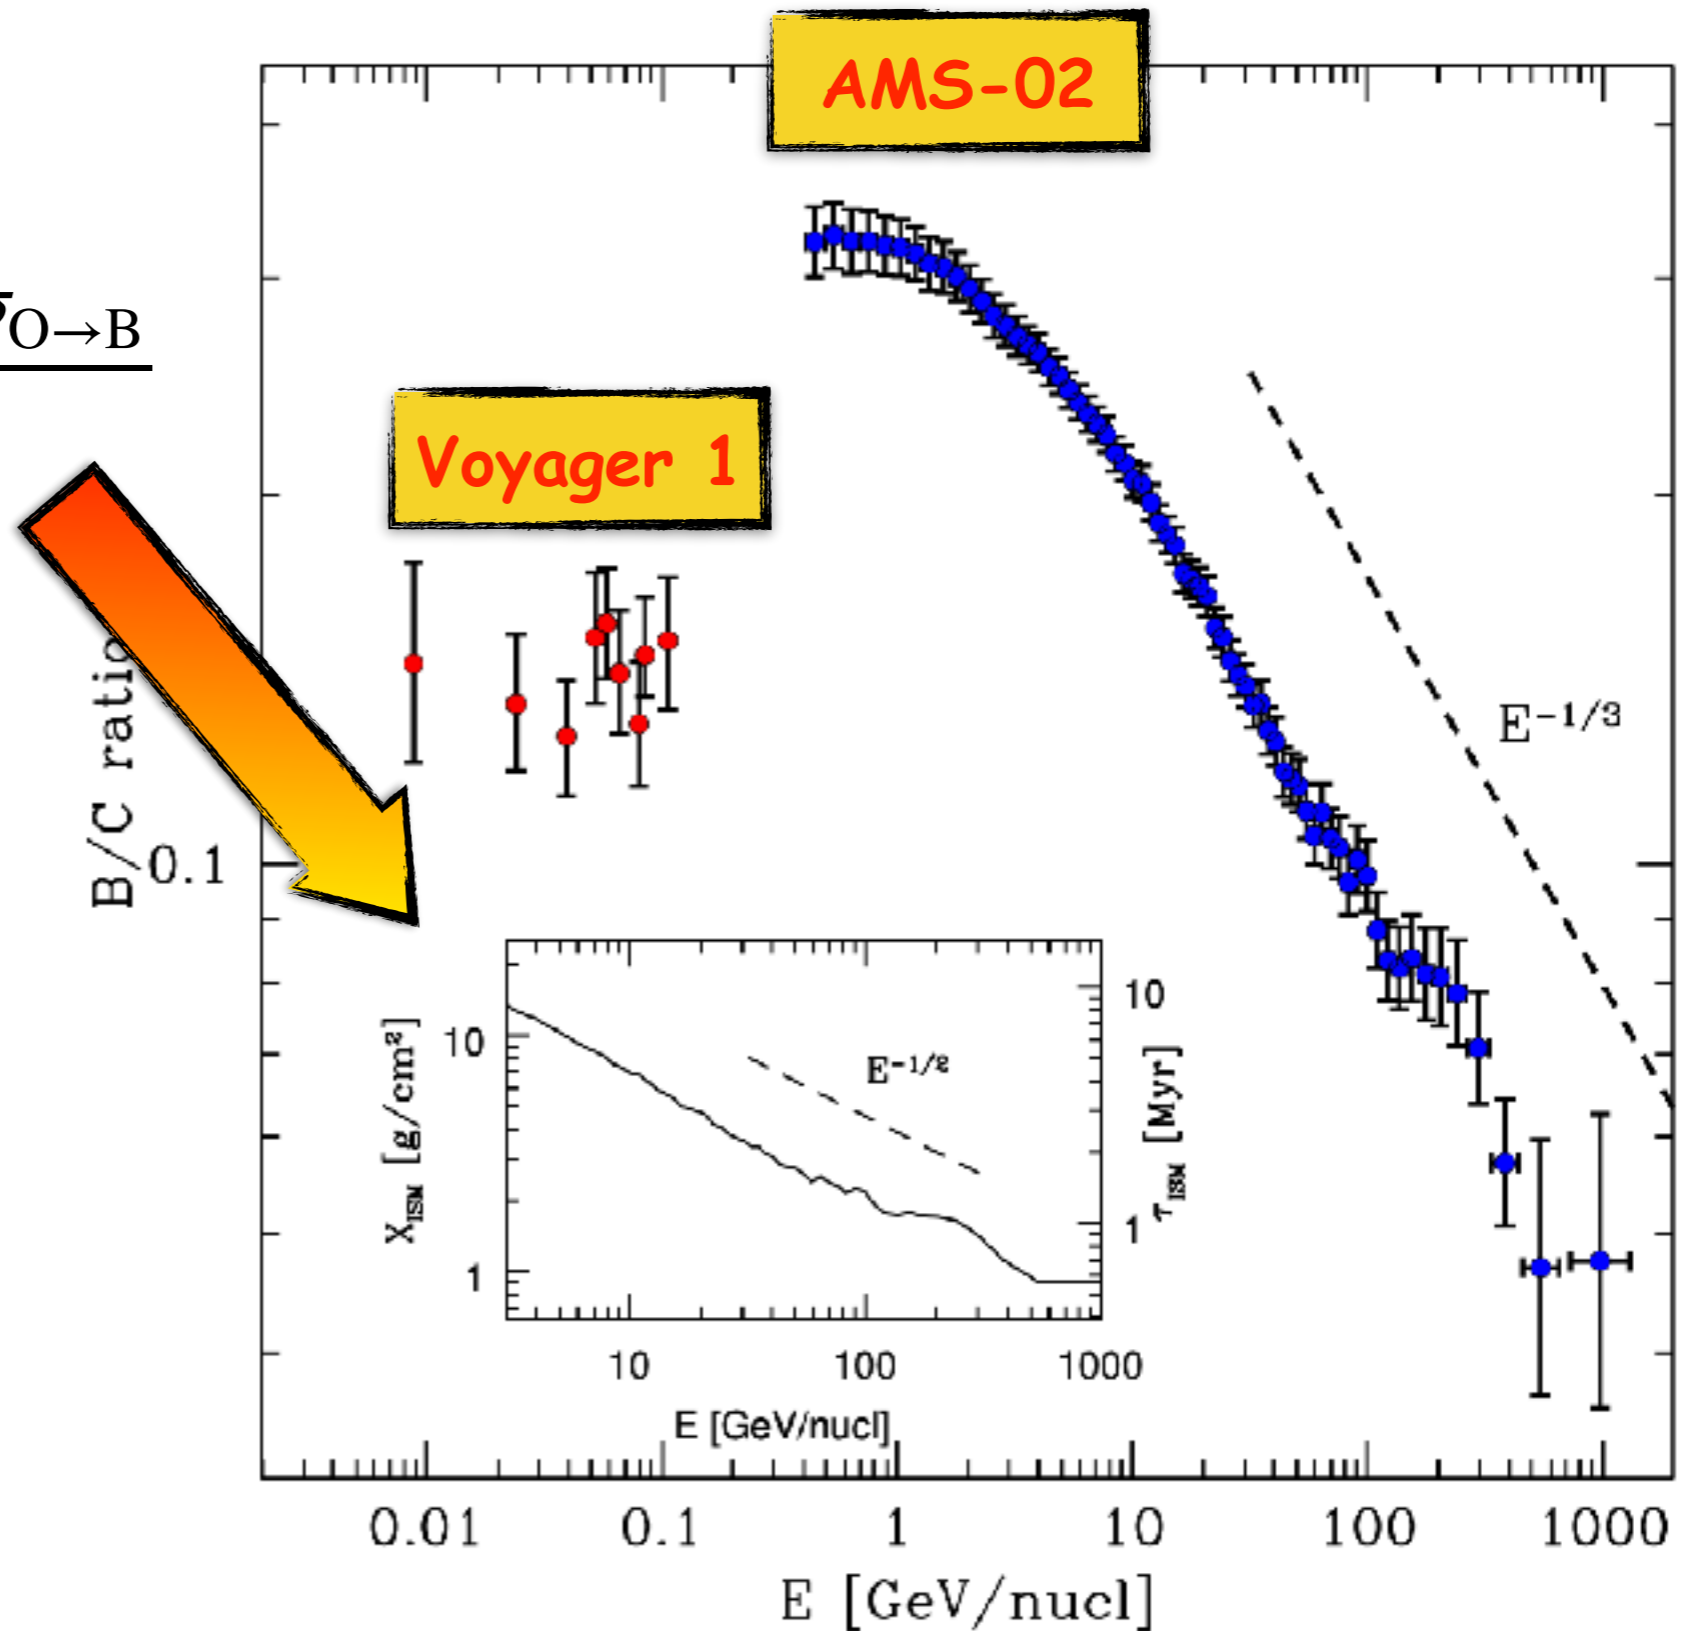 AMS-02
O→B
Voyager 1
E-1/3
B/C ratio
0.1
10
1
X_ISM [g/cm²]
E-1/2
10
1
τ_ISM [Myr]
10 100 1000
E [GeV/nucl]
0.01 0.1 1 10 100 1000
E [GeV/nucl]